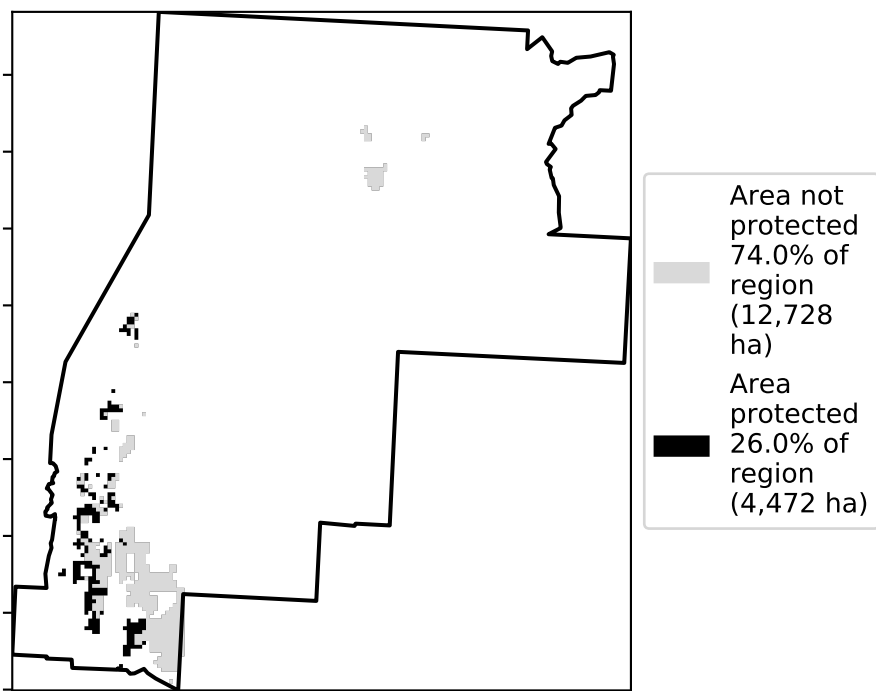 Area not
protected
74.0% of
region
(12,728
ha)
Area
protected
26.0% of
region
(4,472 ha)